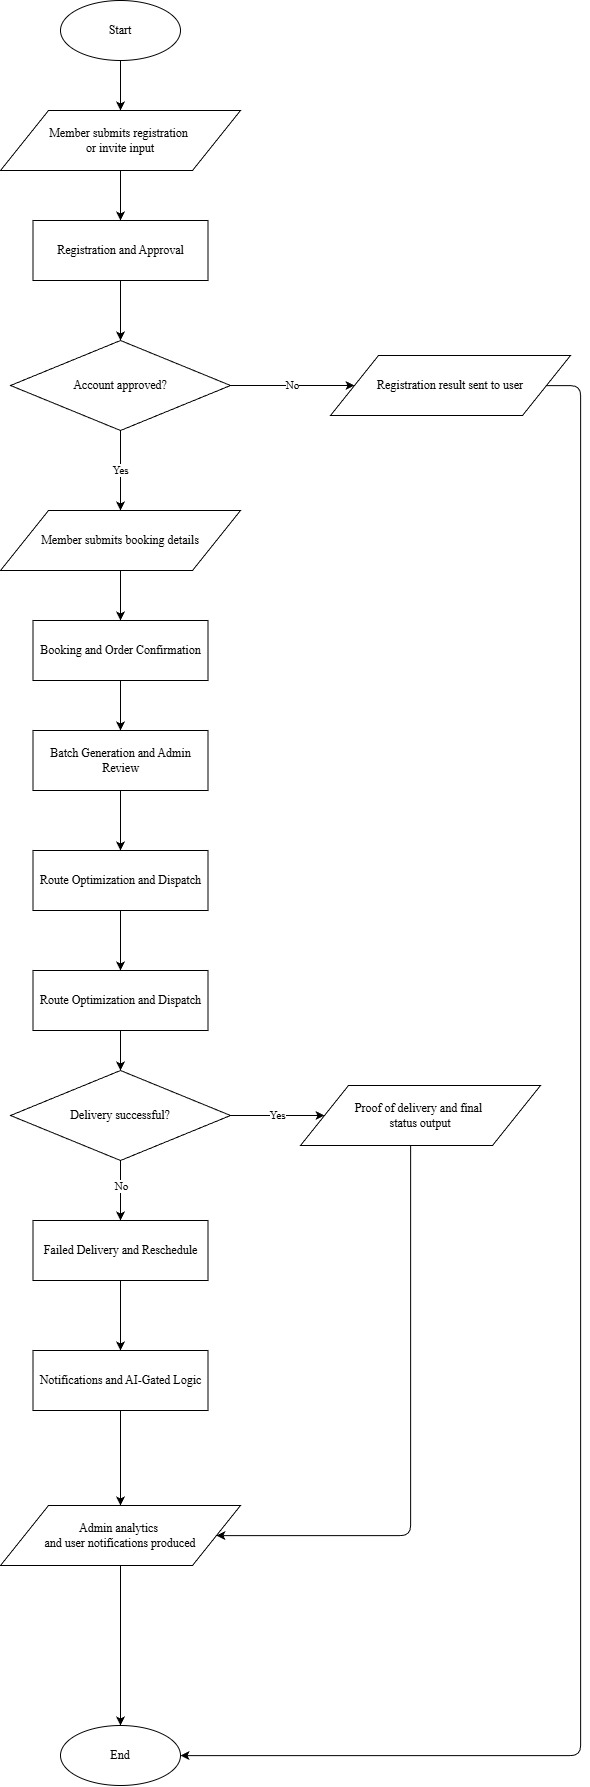 Start
Member submits registration
or invite input
Registration and Approval
Account approved?
No
Registration result sent to user
Yes
Member submits booking details
Booking and Order Confirmation
Batch Generation and Admin
Review
Route Optimization and Dispatch
Route Optimization and Dispatch
Delivery successful?
Yes
Proof of delivery and final
status output
No
Failed Delivery and Reschedule
Notifications and AI-Gated Logic
Admin analytics
and user notifications produced
End